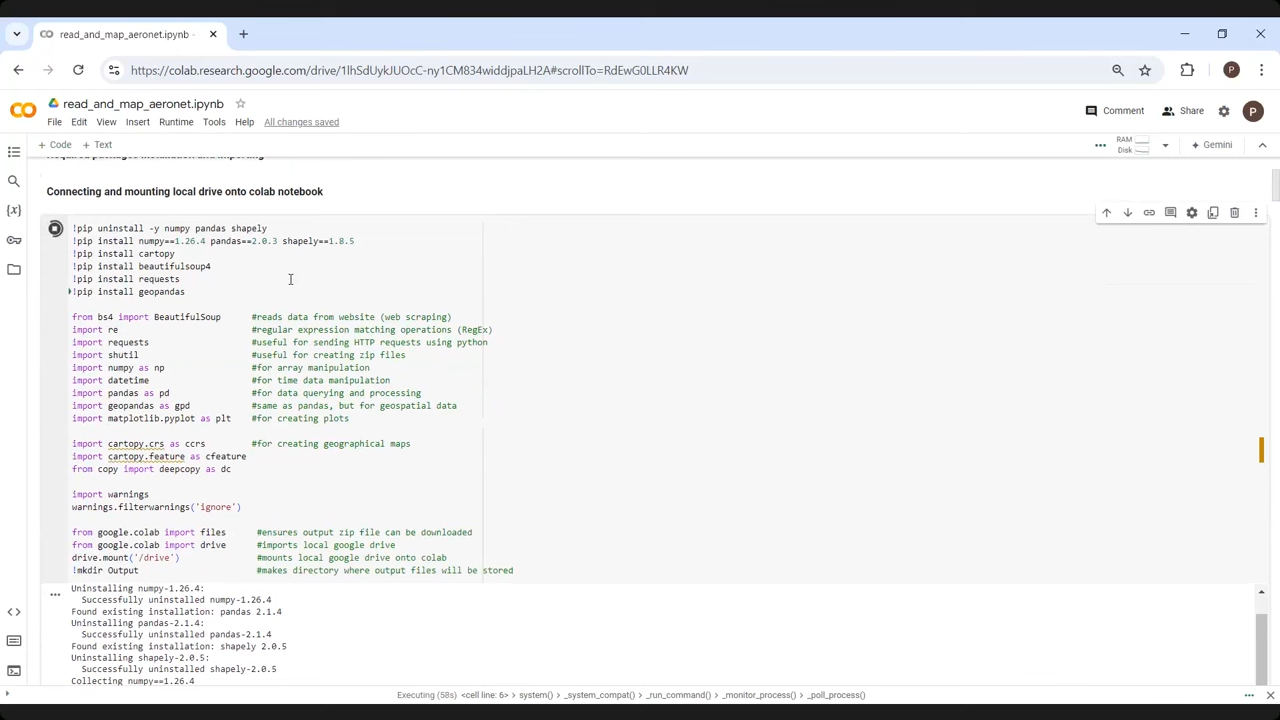 read_and_map_aeronet.ipynb -
https://colab.research.google.com/drive/1lhSdUykJUOcC-ny1CM834widdjpaLH2A#scrollTo=RdEwG0LLR4KW
P
read_and_map_aeronet.ipynb
Comment
Share
P
File Edit View Insert Runtime Tools Help All changes saved
+ Code + Text
RAM
Disk
Gemini
Required packages installation and importing
Connecting and mounting local drive onto colab notebook
!pip uninstall -y numpy pandas shapely
!pip install numpy==1.26.4 pandas==2.0.3 shapely==1.8.5
!pip install cartopy
!pip install beautifulsoup4
!pip install requests
!pip install geopandas
from bs4 import BeautifulSoup #reads data from website (web scraping)
import re #regular expression matching operations (RegEx)
import requests #useful for sending HTTP requests using python
import shutil #useful for creating zip files
import numpy as np #for array manipulation
import datetime #for time data manipulation
import pandas as pd #for data querying and processing
import geopandas as gpd #same as pandas, but for geospatial data
import matplotlib.pyplot as plt #for creating plots
import cartopy.crs as ccrs #for creating geographical maps
import cartopy.feature as cfeature
from copy import deepcopy as dc
import warnings
warnings.filterwarnings('ignore')
from google.colab import files #ensures output zip file can be downloaded
from google.colab import drive #imports local google drive
drive.mount('/drive') #mounts local google drive onto colab
!mkdir Output #makes directory where output files will be stored
Uninstalling numpy-1.26.4:
Successfully uninstalled numpy-1.26.4
Found existing installation: pandas 2.1.4
Uninstalling pandas-2.1.4:
Successfully uninstalled pandas-2.1.4
Found existing installation: shapely 2.0.5
Uninstalling shapely-2.0.5:
Successfully uninstalled shapely-2.0.5
Collecting numpy==1.26.4
Executing (58s) <cell line: 6> > system() > _system_compat() > _run_command() > _monitor_process() > _poll_process()